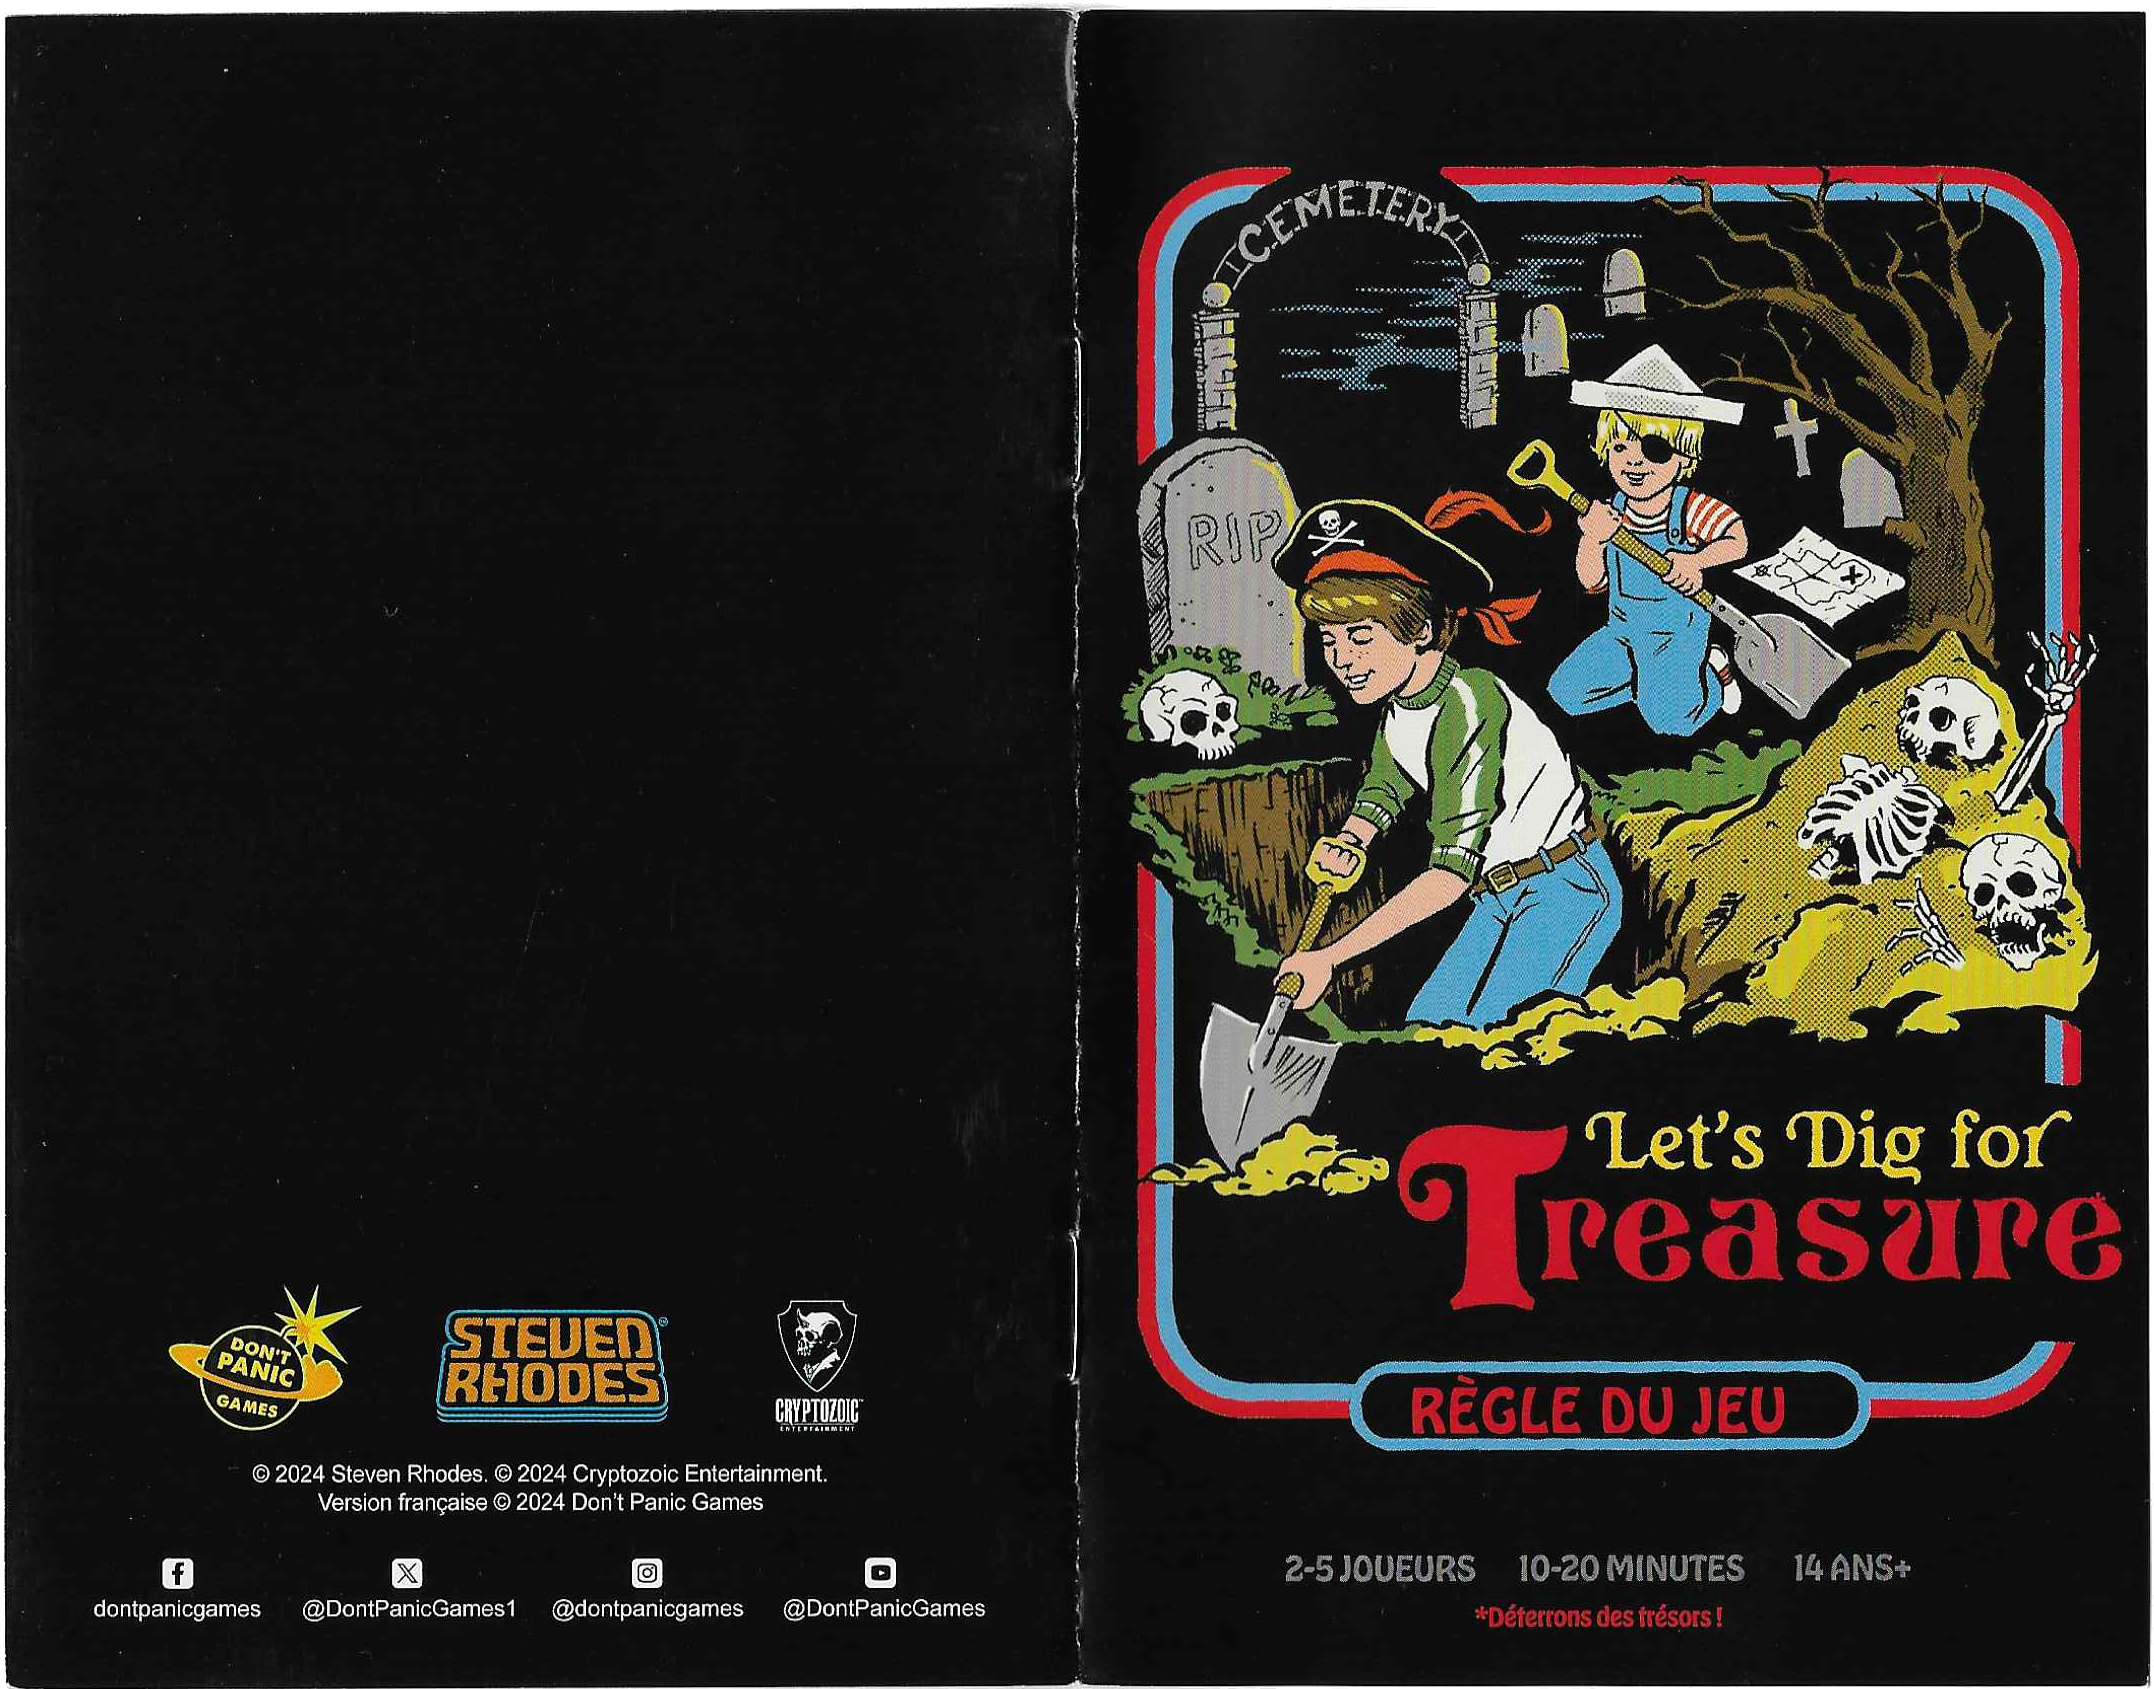 DON'T
PANIC
GAMES
STEVEN
RHODES
CRYPTOZOIC
ENTERTAINMENT
© 2024 Steven Rhodes. © 2024 Cryptozoic Entertainment.
Version française © 2024 Don't Panic Games
dontpanicgames @DontPanicGames1 @dontpanicgames @DontPanicGames
CEMETERY
RIP
Let's Dig for
Treasure*
RÈGLE DU JEU
2-5 JOUEURS 10-20 MINUTES 14 ANS+
*Déterrons des trésors !